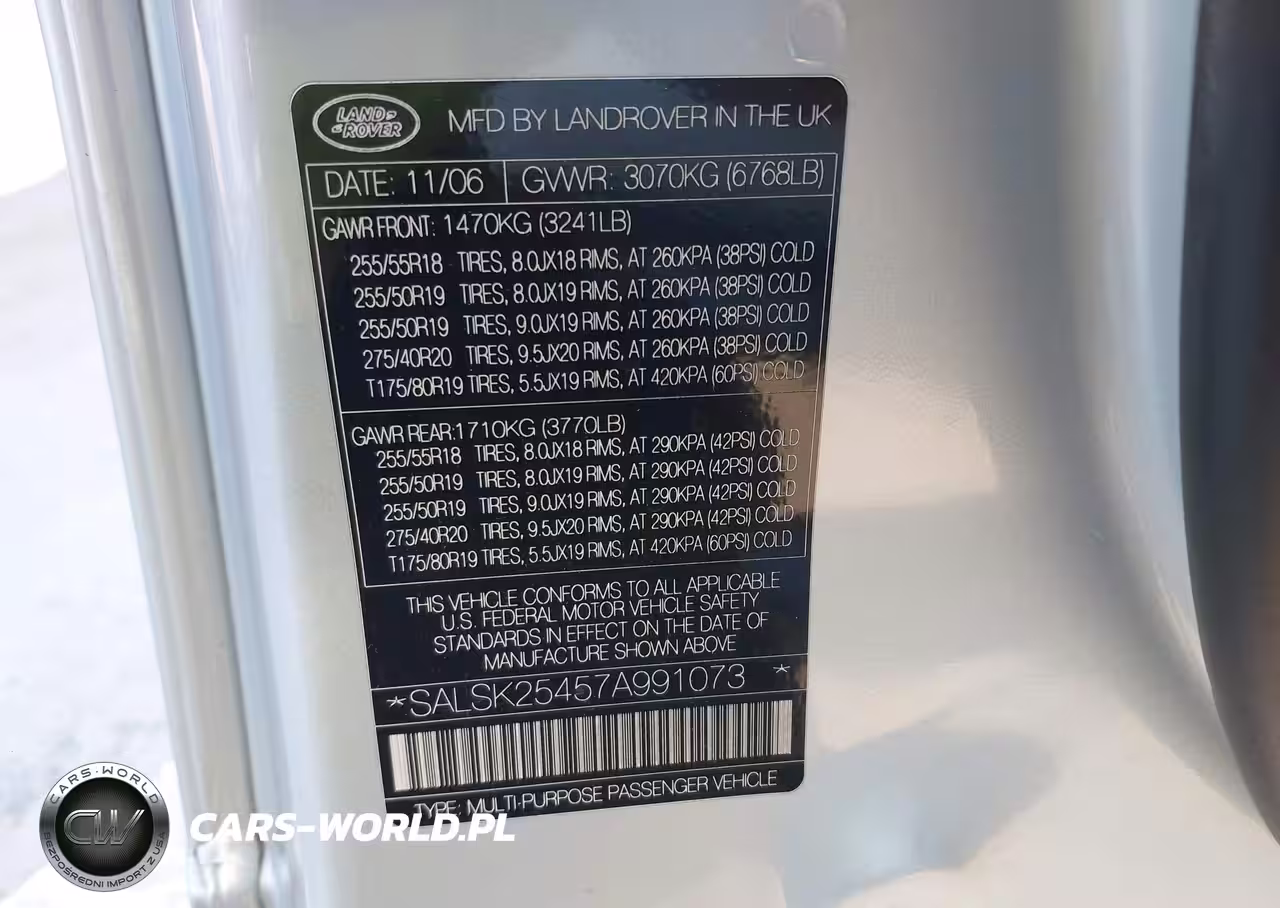 LAND ROVER
MFD BY LANDROVER IN THE UK
DATE: 11/06 GVWR: 3070KG (6768LB)
GAWR FRONT: 1470KG (3241LB)
255/55R18 TIRES, 8.0JX18 RIMS, AT 260KPA (38PSI) COLD
255/50R19 TIRES, 8.0JX19 RIMS, AT 260KPA (38PSI) COLD
255/50R19 TIRES, 9.0JX19 RIMS, AT 260KPA (38PSI) COLD
275/40R20 TIRES, 9.5JX20 RIMS, AT 260KPA (38PSI) COLD
T175/80R19 TIRES, 5.5JX19 RIMS, AT 420KPA (60PSI) COLD
GAWR REAR:1710KG (3770LB)
255/55R18 TIRES, 8.0JX18 RIMS, AT 290KPA (42PSI) COLD
255/50R19 TIRES, 8.0JX19 RIMS, AT 290KPA (42PSI) COLD
255/50R19 TIRES, 9.0JX19 RIMS, AT 290KPA (42PSI) COLD
275/40R20 TIRES, 9.5JX20 RIMS, AT 290KPA (42PSI) COLD
T175/80R19 TIRES, 5.5JX19 RIMS, AT 420KPA (60PSI) COLD
THIS VEHICLE CONFORMS TO ALL APPLICABLE
U.S. FEDERAL MOTOR VEHICLE SAFETY
STANDARDS IN EFFECT ON THE DATE OF
MANUFACTURE SHOWN ABOVE
*SALSK25457A991073 *
TYPE: MULTI-PURPOSE PASSENGER VEHICLE
CARS-WORLD
CW
BEZPOŚREDNI IMPORT Z USA
CARS-WORLD.PL